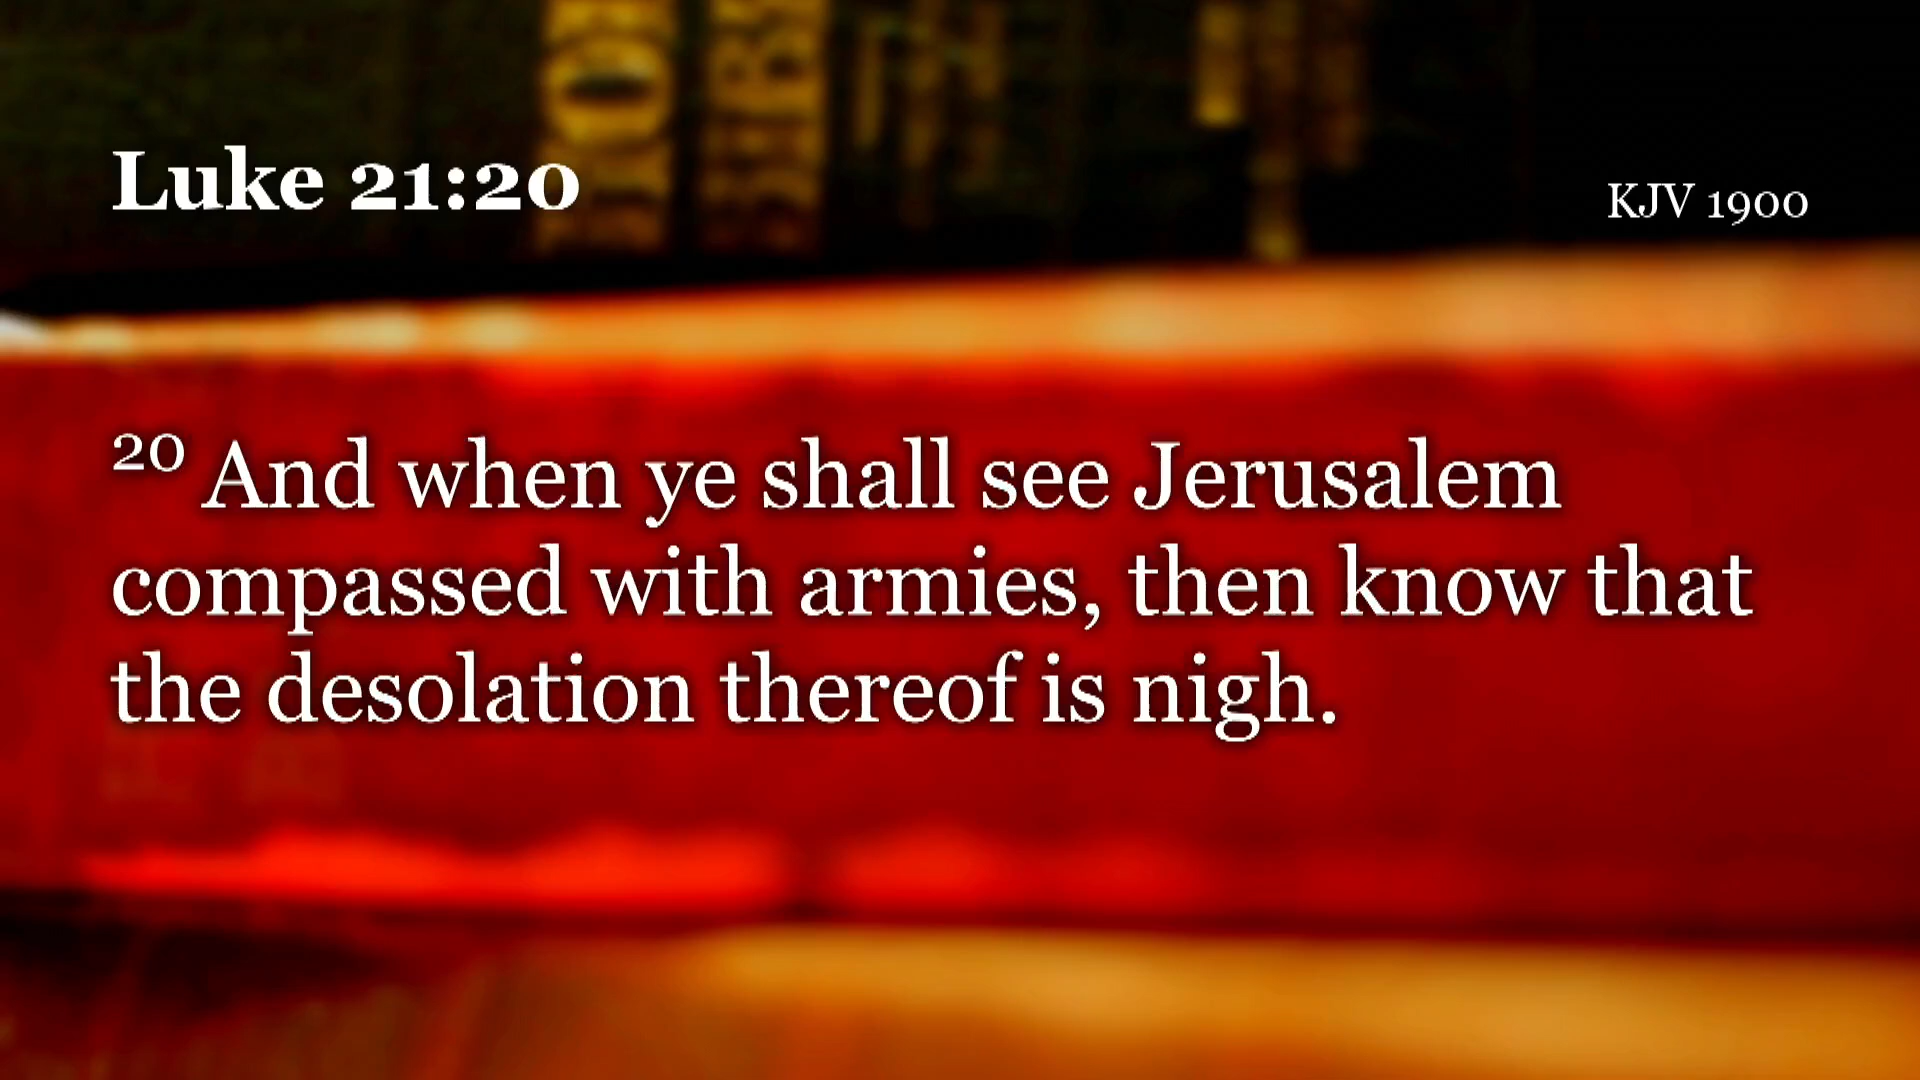 Luke 21:20
KJV 1900
20 And when ye shall see Jerusalem
compassed with armies, then know that
the desolation thereof is nigh.